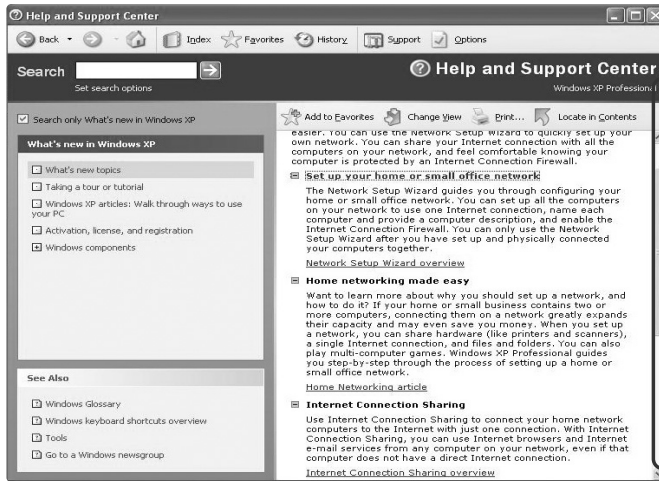 Help and Support Center
Back Index Favorites History Support Options
Search
Set search options
Help and Support Center
Windows XP Professional
Search only What's new in Windows XP
What's new in Windows XP
What's new topics
Taking a tour or tutorial
Windows XP articles: Walk through ways to use
your PC
Activation, license, and registration
Windows components
See Also
Windows Glossary
Windows keyboard shortcuts overview
Tools
Go to a Windows newsgroup
Add to Favorites Change View Print... Locate in Contents
easier. You can use the Network Setup Wizard to quickly set up your
own network. You can share your Internet connection with all the
computers on your network, and feel comfortable knowing your
computer is protected by an Internet Connection Firewall.
Set up your home or small office network
The Network Setup Wizard guides you through configuring your
home or small office network. You can set up all the computers
on your network to use one Internet connection, name each
computer and provide a computer description, and enable the
Internet Connection Firewall. You can only use the Network
Setup Wizard after you have set up and physically connected
your computers together.
Network Setup Wizard overview
Home networking made easy
Want to learn more about why you should set up a network, and
how to do it? If your home or small business contains two or
more computers, connecting them on a network greatly expands
their capacity and may even save you money. When you set up
a network, you can share hardware (like printers and scanners),
a single Internet connection, and files and folders. You can also
play multi-computer games. Windows XP Professional guides
you step-by-step through the process of setting up a home or
small office network.
Home Networking article
Internet Connection Sharing
Use Internet Connection Sharing to connect your home network
computers to the Internet with just one connection. With Internet
Connection Sharing, you can use Internet browsers and Internet
e-mail services from any computer on your network, even if that
computer does not have a direct Internet connection.
Internet Connection Sharing overview